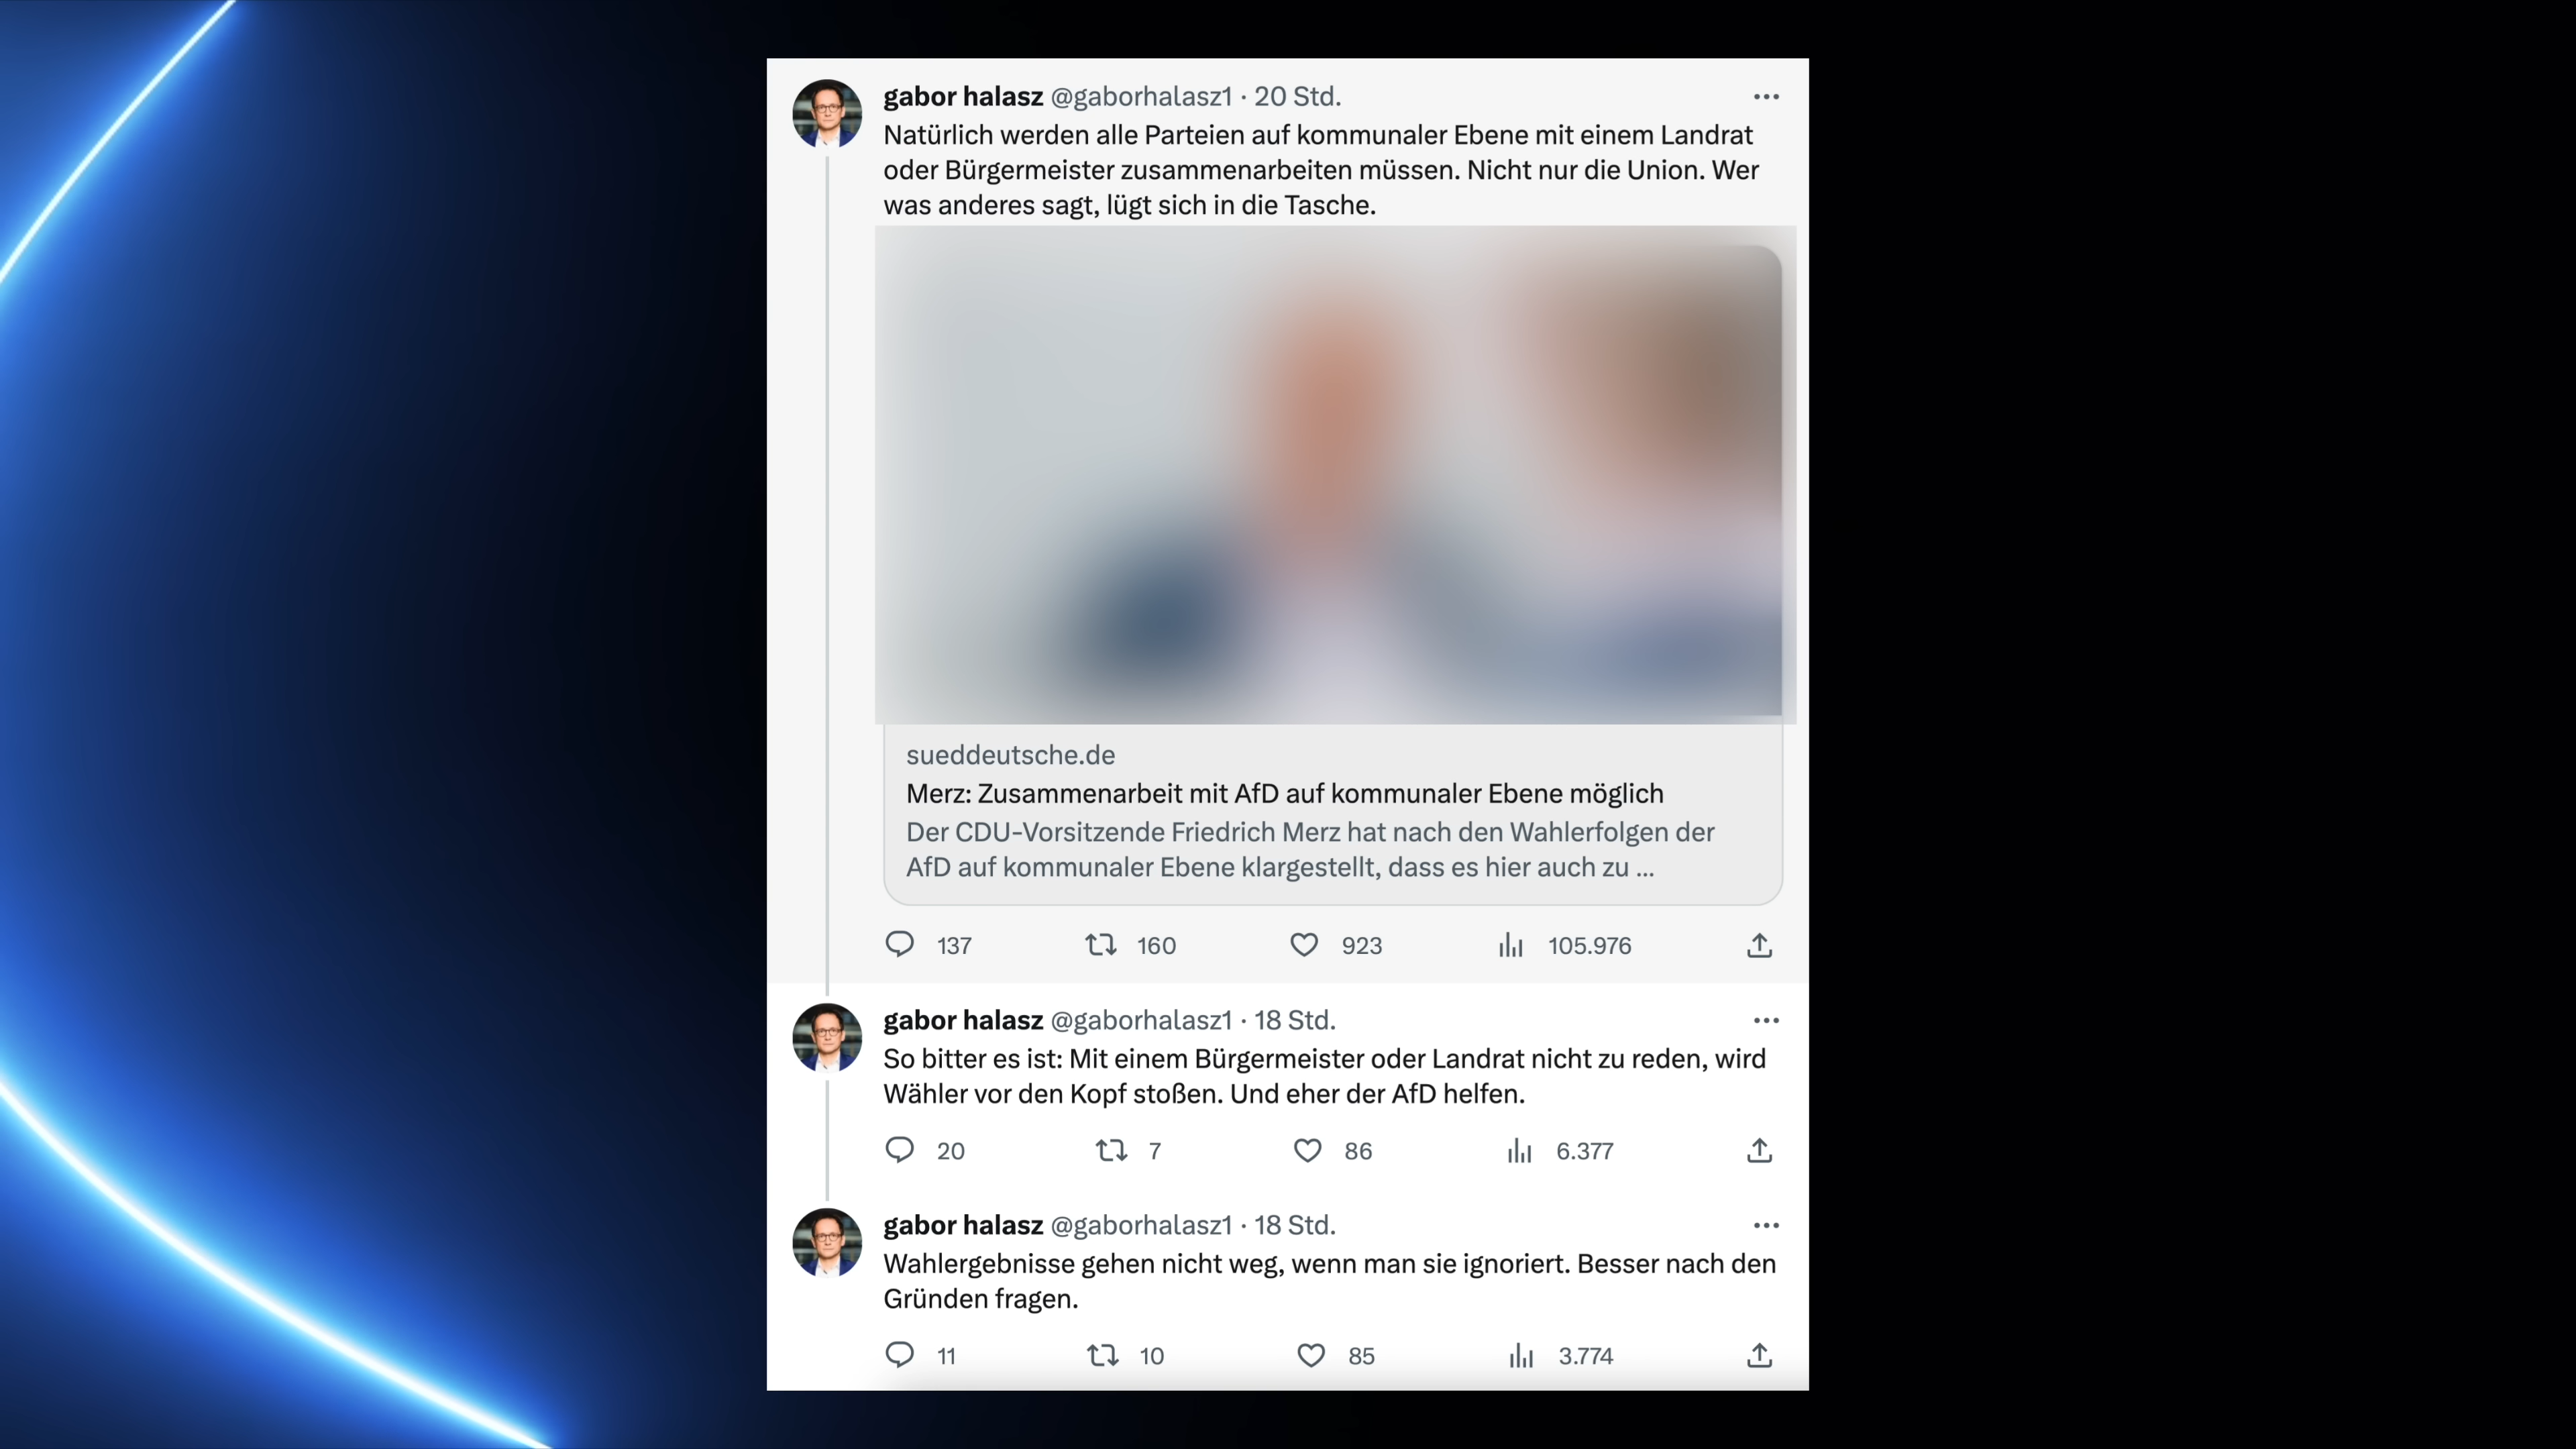 gabor halasz @gaborhalasz1 · 20 Std.
Natürlich werden alle Parteien auf kommunaler Ebene mit einem Landrat
oder Bürgermeister zusammenarbeiten müssen. Nicht nur die Union. Wer
was anderes sagt, lügt sich in die Tasche.
sueddeutsche.de
Merz: Zusammenarbeit mit AfD auf kommunaler Ebene möglich
Der CDU-Vorsitzende Friedrich Merz hat nach den Wahlerfolgen der
AfD auf kommunaler Ebene klargestellt, dass es hier auch zu ...
137 160 923 105.976
gabor halasz @gaborhalasz1 · 18 Std.
So bitter es ist: Mit einem Bürgermeister oder Landrat nicht zu reden, wird
Wähler vor den Kopf stoßen. Und eher der AfD helfen.
20 7 86 6.377
gabor halasz @gaborhalasz1 · 18 Std.
Wahlergebnisse gehen nicht weg, wenn man sie ignoriert. Besser nach den
Gründen fragen.
11 10 85 3.774